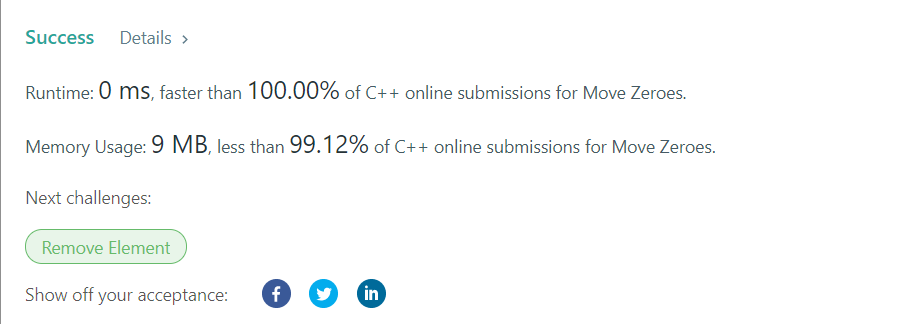 Success Details >
Runtime: 0 ms, faster than 100.00% of C++ online submissions for Move Zeroes.
Memory Usage: 9 MB, less than 99.12% of C++ online submissions for Move Zeroes.
Next challenges:
Remove Element
Show off your acceptance: f in